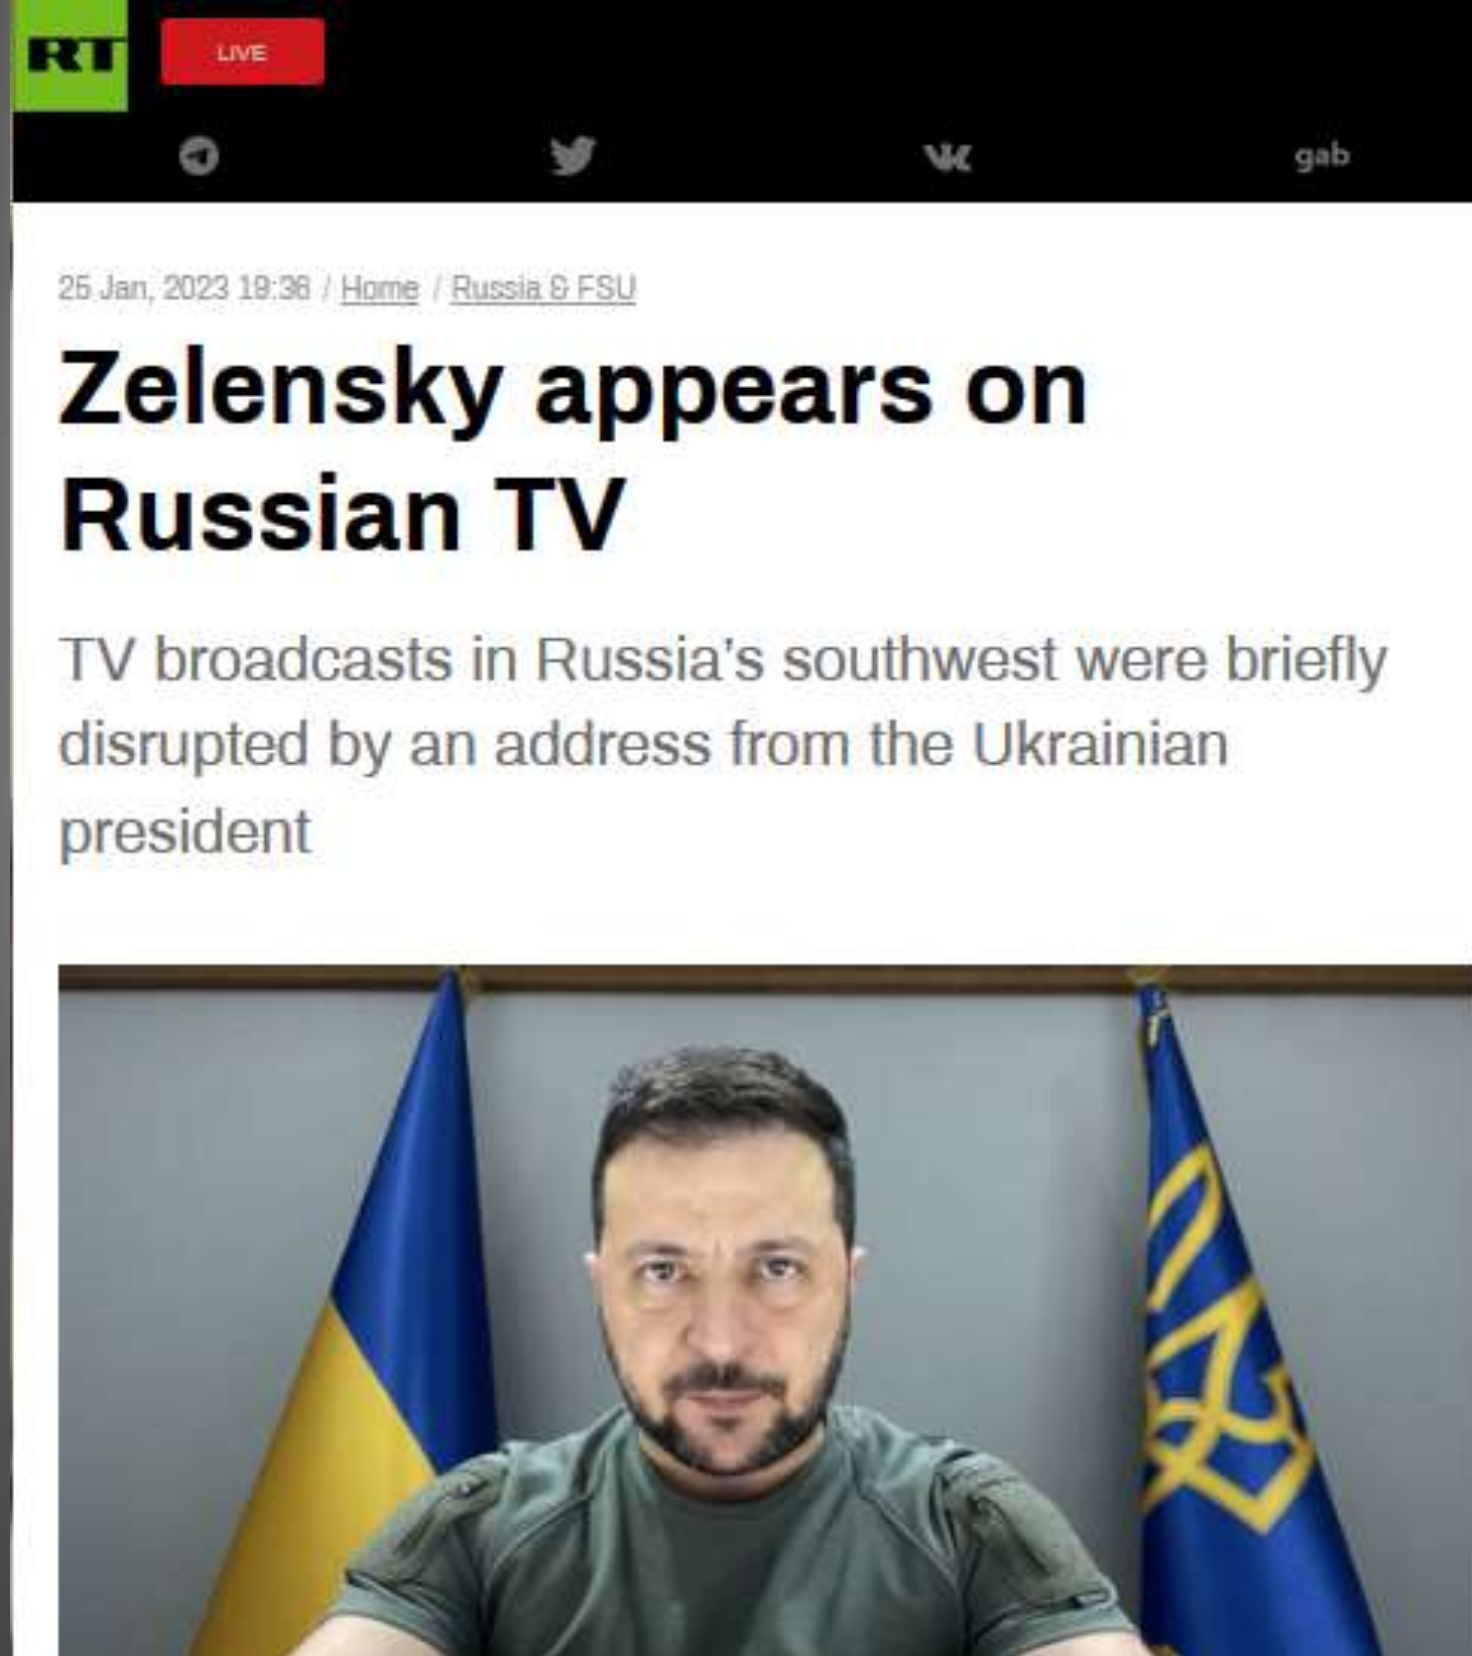 RT
LIVE
gab
25 Jan, 2023 19:36 / Home / Russia & FSU
Zelensky appears on
Russian TV
TV broadcasts in Russia's southwest were briefly
disrupted by an address from the Ukrainian
president